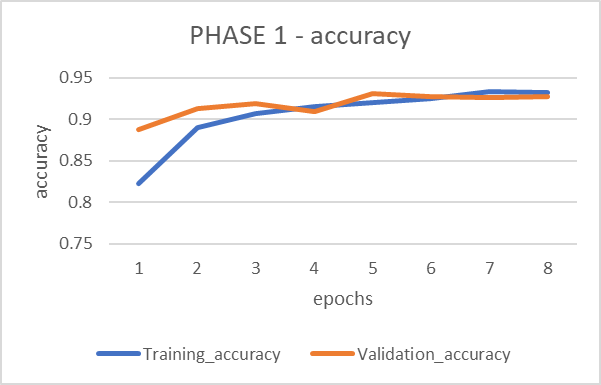 PHASE 1 - accuracy
0.95
0.9
0.85
0.8
0.75
accuracy
1 2 3 4 5 6 7 8
epochs
Training_accuracy Validation_accuracy